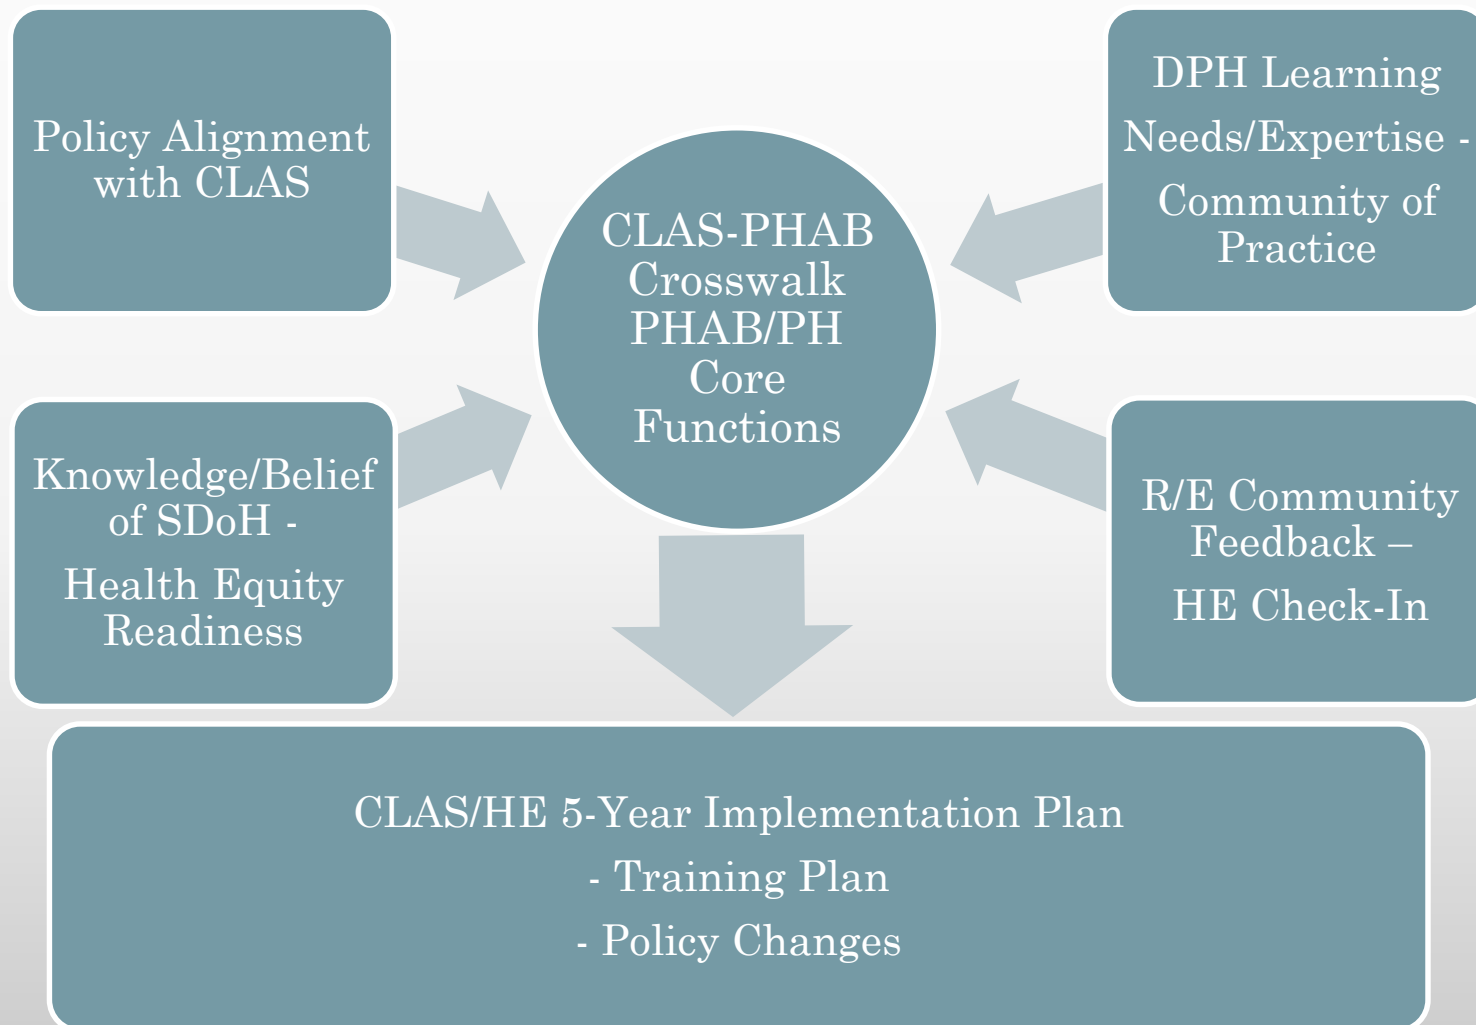 Policy Alignment
with CLAS
DPH Learning
Needs/Expertise -
Community of
Practice
CLAS-PHAB
Crosswalk
PHAB/PH
Core
Functions
Knowledge/Belief
of SDoH -
Health Equity
Readiness
R/E Community
Feedback –
HE Check-In
CLAS/HE 5-Year Implementation Plan
- Training Plan
- Policy Changes